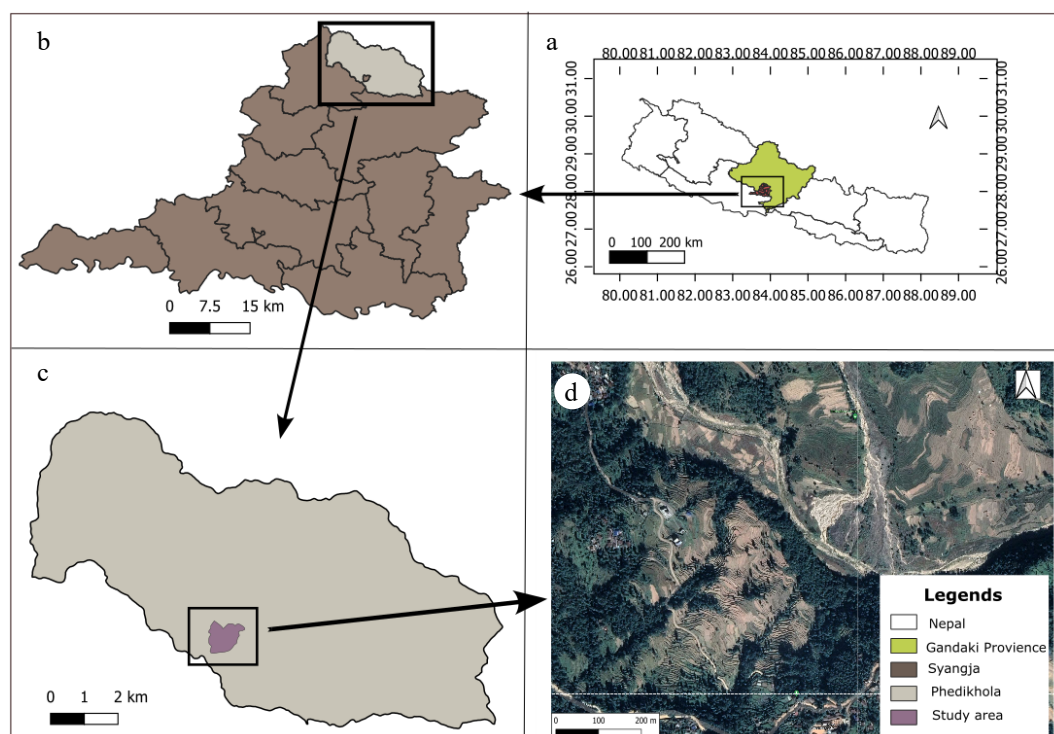 b
a
80.00 81.00 82.00 83.00 84.00 85.00 86.00 87.00 88.00 89.00
26.00 27.00 28.00 29.00 30.00 31.00
26.00 27.00 28.00 29.00 30.00 31.00
0 100 200 km
80.00 81.00 82.00 83.00 84.00 85.00 86.00 87.00 88.00 89.00
0 7.5 15 km
c
0 1 2 km
d
Legends
Nepal
Gandaki Provience
Syangja
Phedikhola
Study area
0 100 200 m